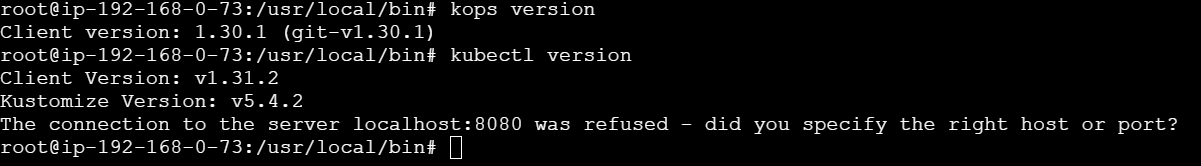 root@ip-192-168-0-73:/usr/local/bin# kops version
Client version: 1.30.1 (git-v1.30.1)
root@ip-192-168-0-73:/usr/local/bin# kubectl version
Client Version: v1.31.2
Kustomize Version: v5.4.2
The connection to the server localhost:8080 was refused - did you specify the right host or port?
root@ip-192-168-0-73:/usr/local/bin#